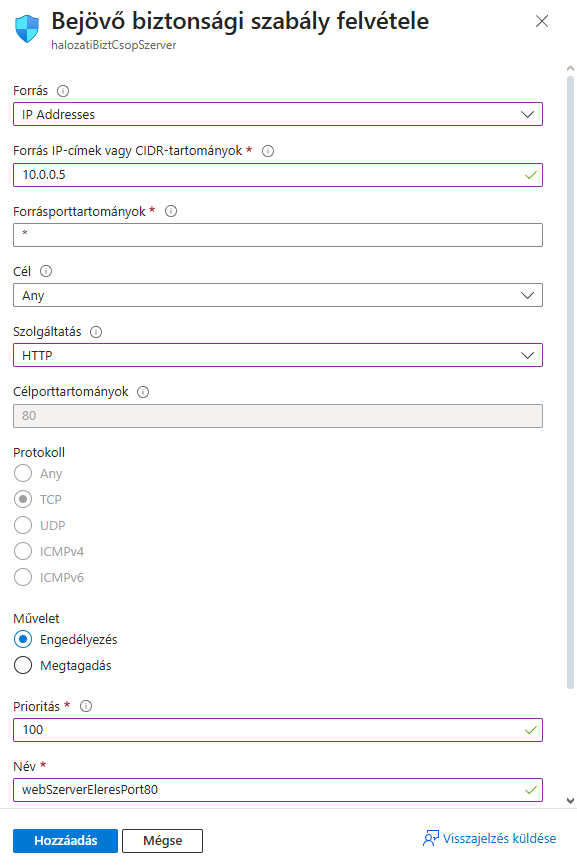 Bejövő biztonsági szabály felvétele
halozatiBiztCsopSzerver
Forrás
IP Addresses
Forrás IP-címek vagy CIDR-tartományok *
10.0.0.5
Forrásporttartományok *
*
Cél
Any
Szolgáltatás
HTTP
Célporttartományok
80
Protokoll
Any
TCP
UDP
ICMPv4
ICMPv6
Művelet
Engedélyezés
Megtagadás
Prioritás *
100
Név *
webSzerverEleresPort80
Hozzáadás Mégse Visszajelzés küldése